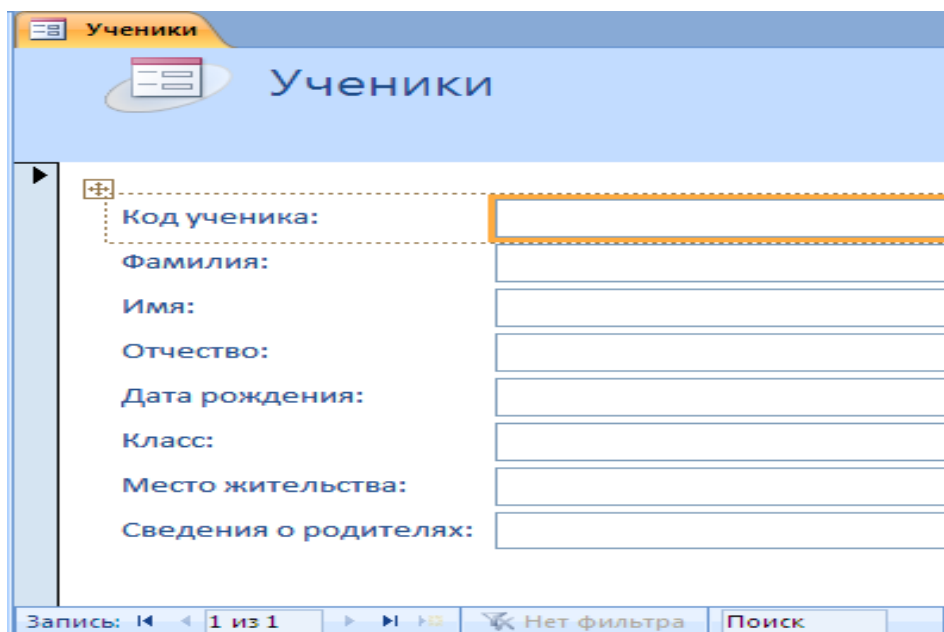 Ученики
Ученики
Код ученика:
Фамилия:
Имя:
Отчество:
Дата рождения:
Класс:
Место жительства:
Сведения о родителях:
Запись: 1 из 1 Нет фильтра Поиск